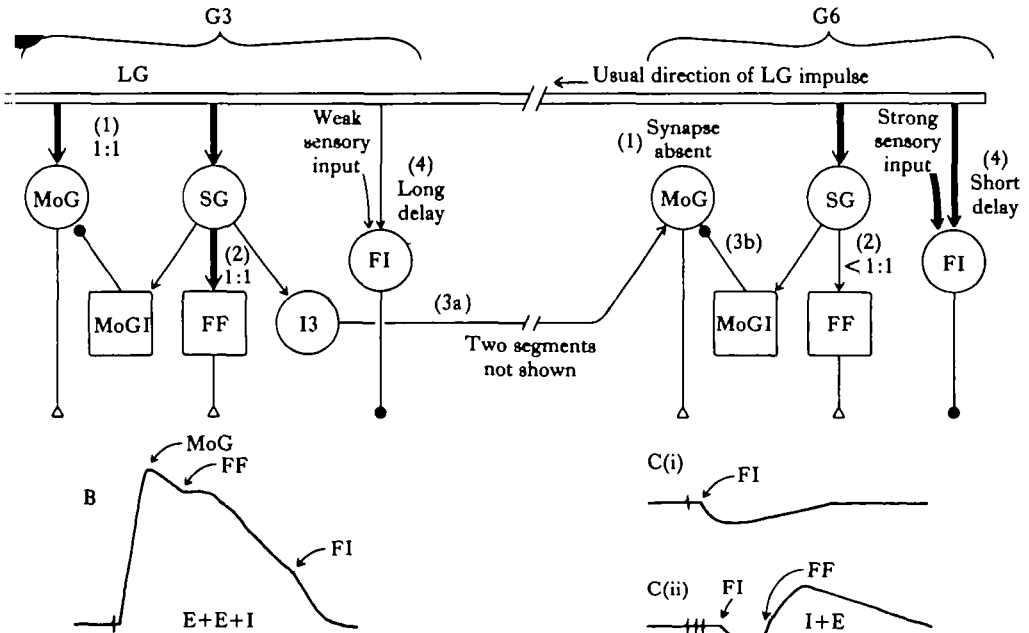 G3
G6
LG
Usual direction of LG impulse
(1)
1:1
Weak
sensory
input
(1)
Synapse
absent
Strong
sensory
input
(4)
Long
delay
(4)
Short
delay
MoG
SG
FI
MoG
SG
FI
(2)
1:1
(3b)
(2)
< 1:1
MoGI
FF
I3
(3a)
Two segments
not shown
MoGI
FF
B
MoG
FF
FI
E+E+I
C(i)
FI
C(ii)
FI
FF
I+E